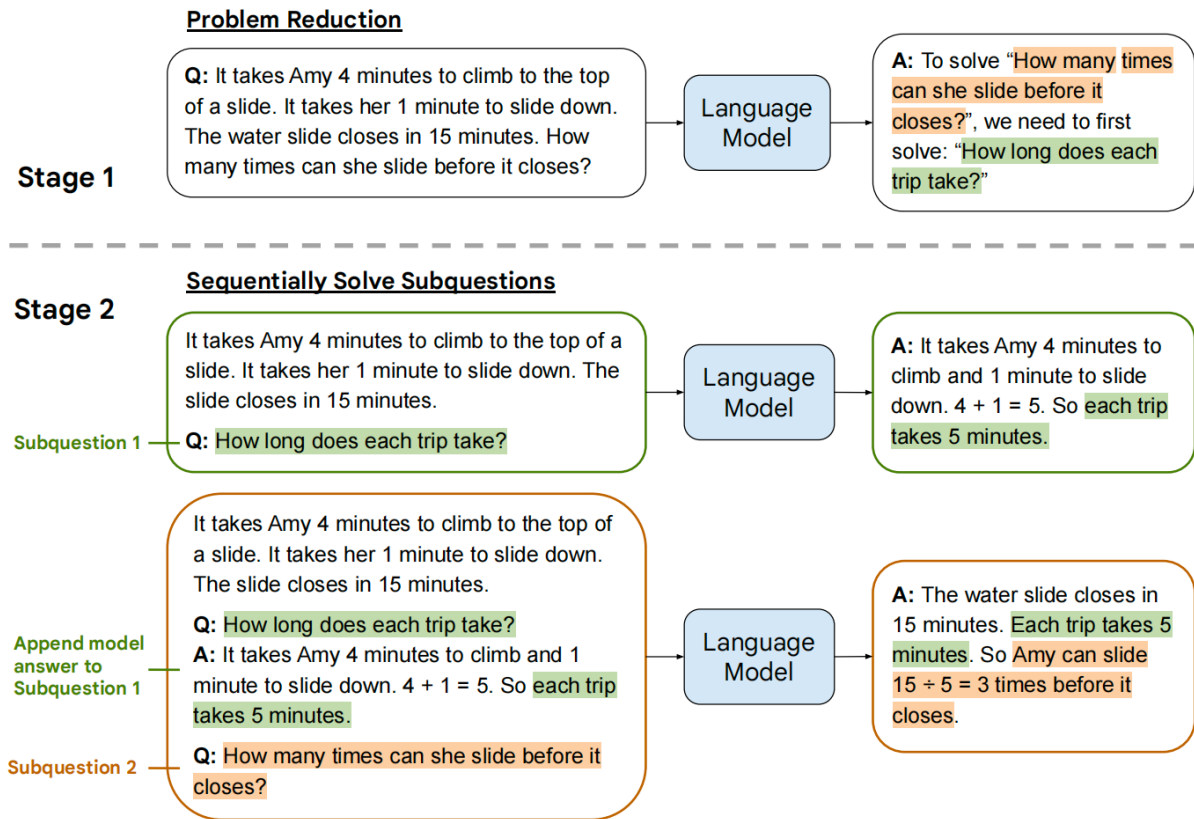 Problem Reduction
Stage 1
Q: It takes Amy 4 minutes to climb to the top
of a slide. It takes her 1 minute to slide down.
The water slide closes in 15 minutes. How
many times can she slide before it closes?
Language
Model
A: To solve “How many times
can she slide before it
closes?”, we need to first
solve: “How long does each
trip take?”
Sequentially Solve Subquestions
Stage 2
It takes Amy 4 minutes to climb to the top of a
slide. It takes her 1 minute to slide down. The
slide closes in 15 minutes.
Subquestion 1
Q: How long does each trip take?
Language
Model
A: It takes Amy 4 minutes to
climb and 1 minute to slide
down. 4 + 1 = 5. So each trip
takes 5 minutes.
It takes Amy 4 minutes to climb to the top of
a slide. It takes her 1 minute to slide down.
The slide closes in 15 minutes.
Q: How long does each trip take?
Append model
answer to
Subquestion 1
A: It takes Amy 4 minutes to climb and 1
minute to slide down. 4 + 1 = 5. So each trip
takes 5 minutes.
Subquestion 2
Q: How many times can she slide before it
closes?
Language
Model
A: The water slide closes in
15 minutes. Each trip takes 5
minutes. So Amy can slide
15 ÷ 5 = 3 times before it
closes.